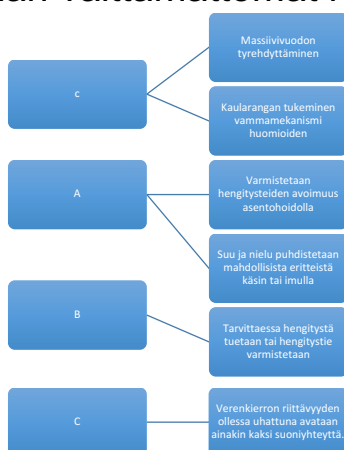 c
Massiivivuodon
tyrehdyttäminen
Kaularangan tukeminen
vammamekanismi
huomioiden
A
Varmistetaan
hengitysteiden avoimuus
asentohoidolla
Suu ja nielu puhdistetaan
mahdollisista eritteistä
käsin tai imulla
B
Tarvittaessa hengitystä
tuetaan tai hengitystie
varmistetaan
C
Verenkierron riittävyyden
ollessa uhattuna avataan
ainakin kaksi suoniyhteyttä.